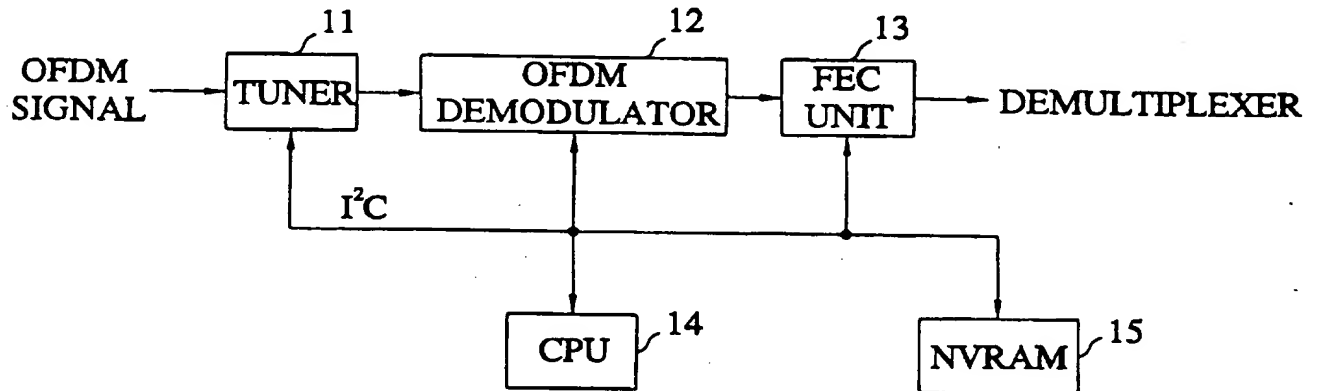 11
12
13
OFDM
SIGNAL
TUNER
OFDM
DEMODULATOR
FEC
UNIT
DEMULTIPLEXER
I²C
CPU
14
NVRAM
15